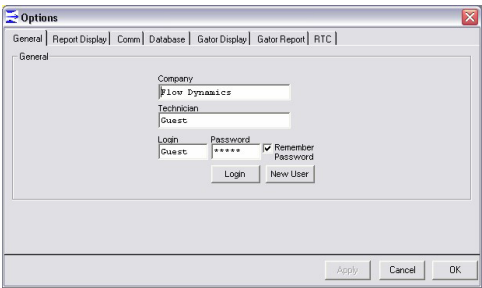 Options
General Report Display Comm Database Gator Display Gator Report RTC
General
Company
Flow Dynamics
Technician
Guest
Login Password
Guest ***** Remember
Password
Login New User
Apply Cancel OK